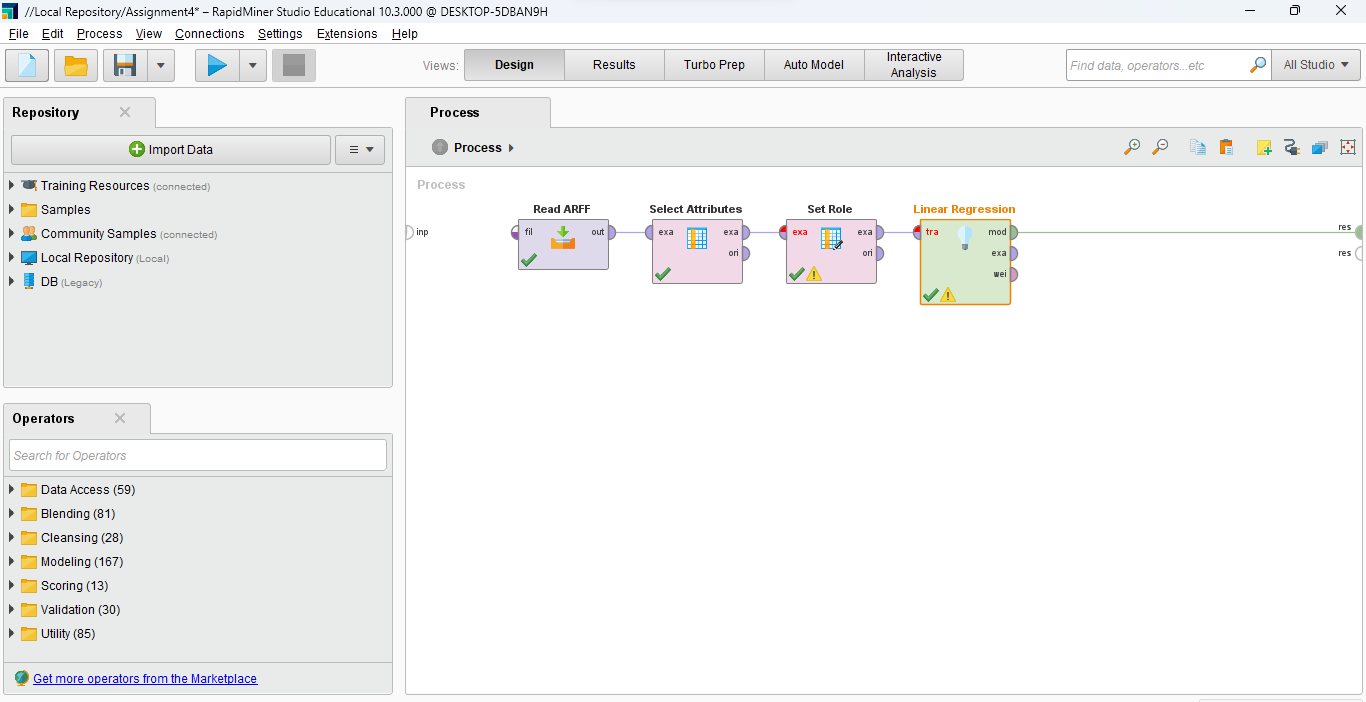 //Local Repository/Assignment4* – RapidMiner Studio Educational 10.3.000 @ DESKTOP-5DBAN9H
File Edit Process View Connections Settings Extensions Help
Views: Design Results Turbo Prep Auto Model Interactive Analysis
Find data, operators...etc
All Studio
Repository
Import Data
Training Resources (connected)
Samples
Community Samples (connected)
Local Repository (Local)
DB (Legacy)
Operators
Search for Operators
Data Access (59)
Blending (81)
Cleansing (28)
Modeling (167)
Scoring (13)
Validation (30)
Utility (85)
Get more operators from the Marketplace
Process
Process
Process
inp
Read ARFF
fil out
Select Attributes
exa exa
ori
Set Role
exa exa
ori
Linear Regression
tra mod
exa
wei
res
res